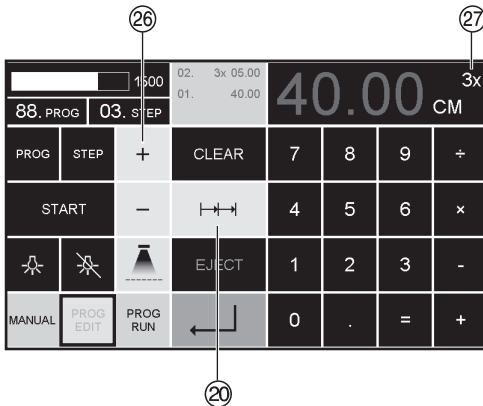 26 27
1500 02. 3x 05.00 40.00 3x
88. PROG 03. STEP 01. 40.00 CM
PROG STEP + CLEAR 7 8 9 ÷
START - 4 5 6 ×
EJECT 1 2 3 -
MANUAL PROG EDIT PROG RUN 0 . = +
20